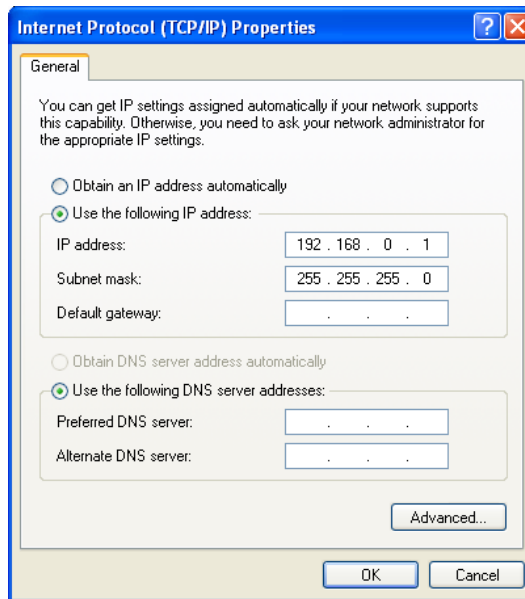 Internet Protocol (TCP/IP) Properties
General
You can get IP settings assigned automatically if your network supports
this capability. Otherwise, you need to ask your network administrator for
the appropriate IP settings.
Obtain an IP address automatically
Use the following IP address:
IP address: 192 . 168 . 0 . 1
Subnet mask: 255 . 255 . 255 . 0
Default gateway: . . .
Obtain DNS server address automatically
Use the following DNS server addresses:
Preferred DNS server: . . .
Alternate DNS server: . . .
Advanced...
OK Cancel